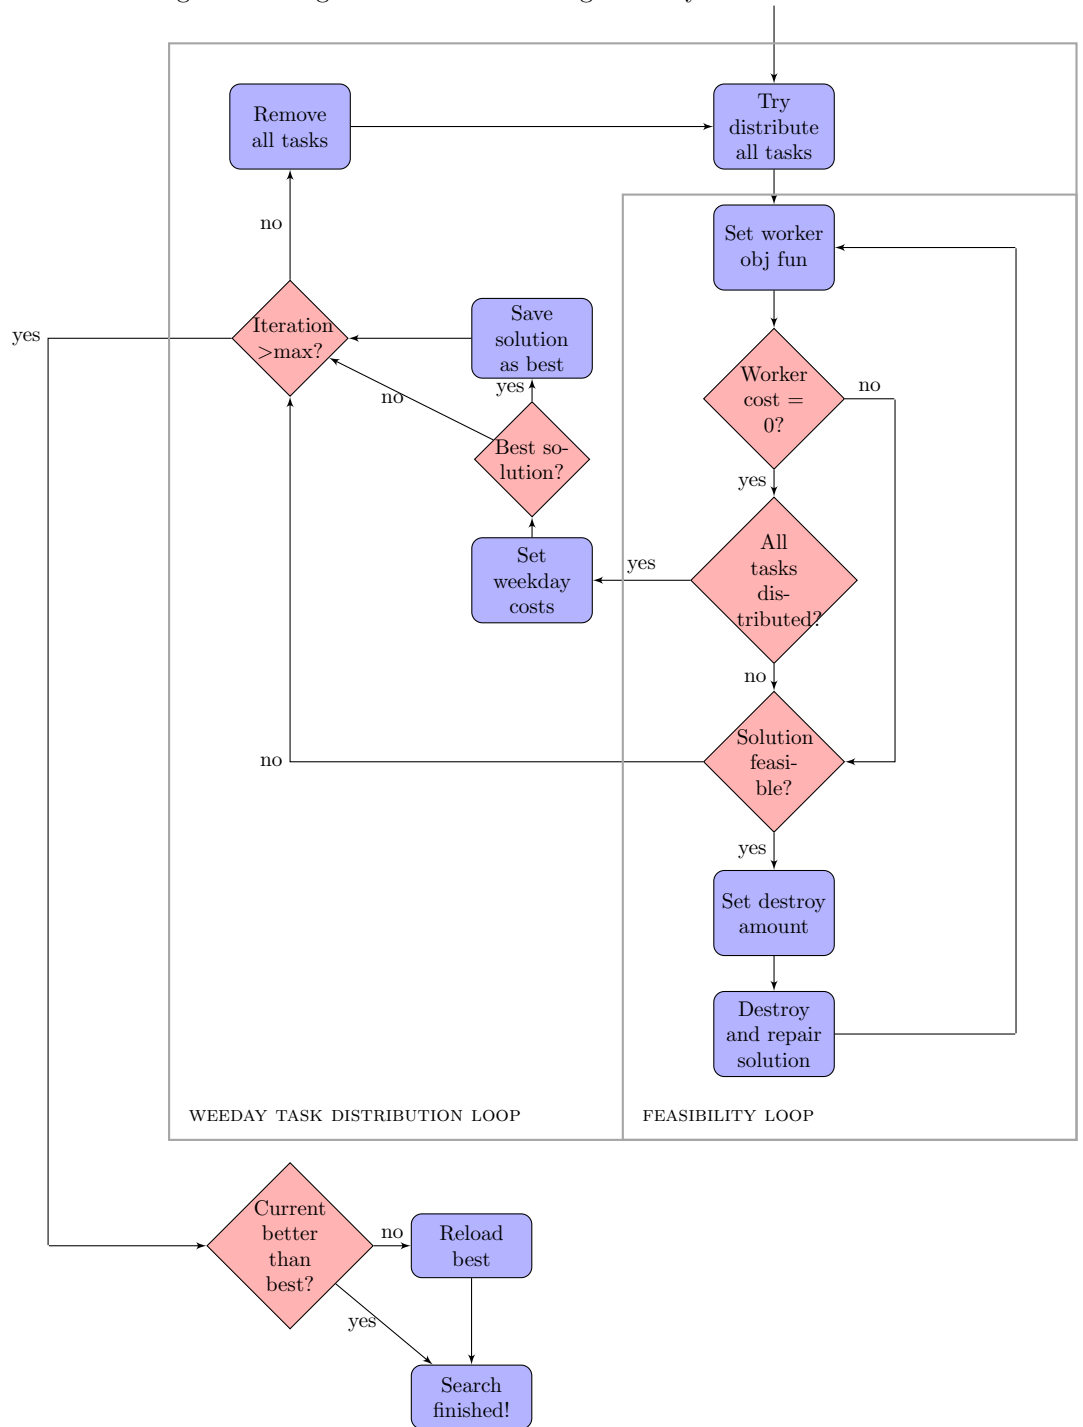 Remove
all tasks
Try
distribute
all tasks
no
Set worker
obj fun
yes
Iteration
>max?
Save
solution
as best
yes
no
Best so-
lution?
Worker
cost =
0?
no
yes
Set
weekday
costs
yes
All
tasks
dis-
tributed?
no
no
Solution
feasi-
ble?
yes
Set destroy
amount
Destroy
and repair
solution
WEEDAY TASK DISTRIBUTION LOOP
FEASIBILITY LOOP
Current
better
than
best?
no
Reload
best
yes
Search
finished!